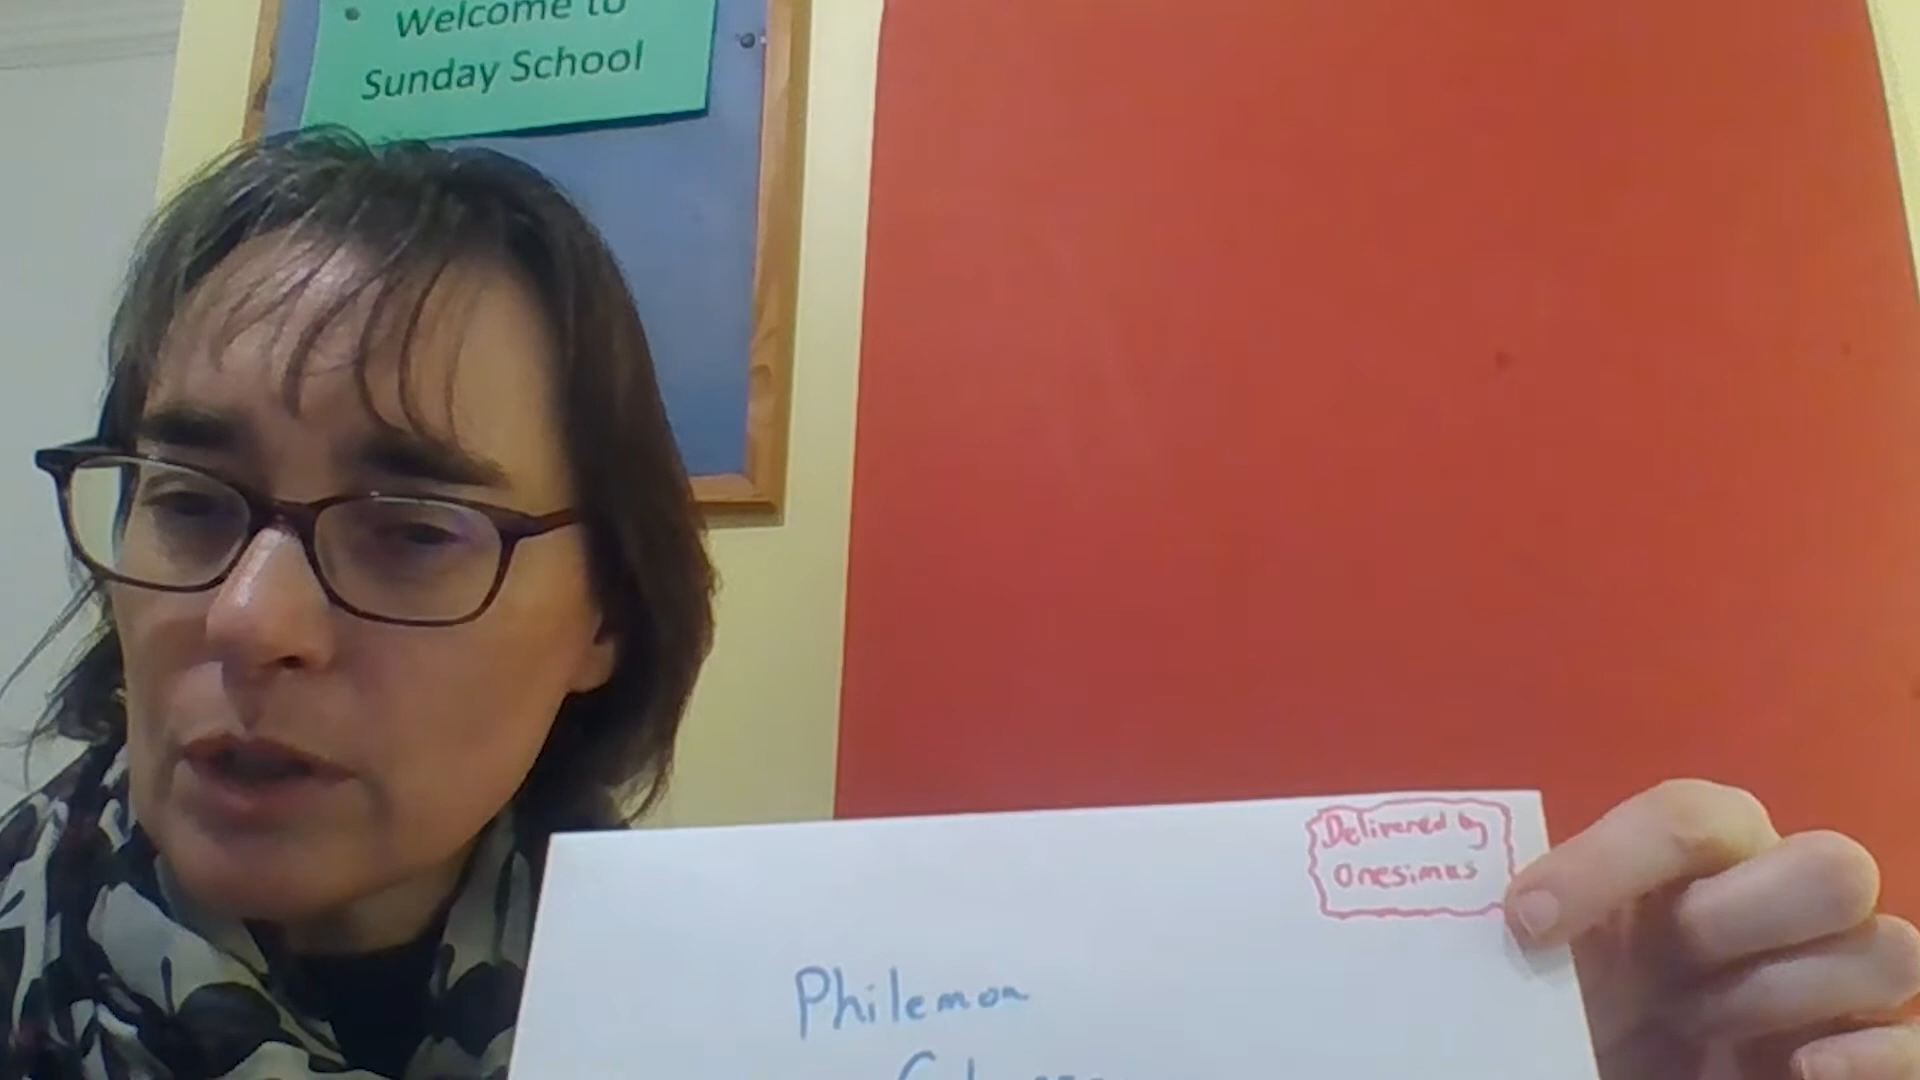 • Welcome to
Sunday School
Delivered by
Onesimus
Philemon